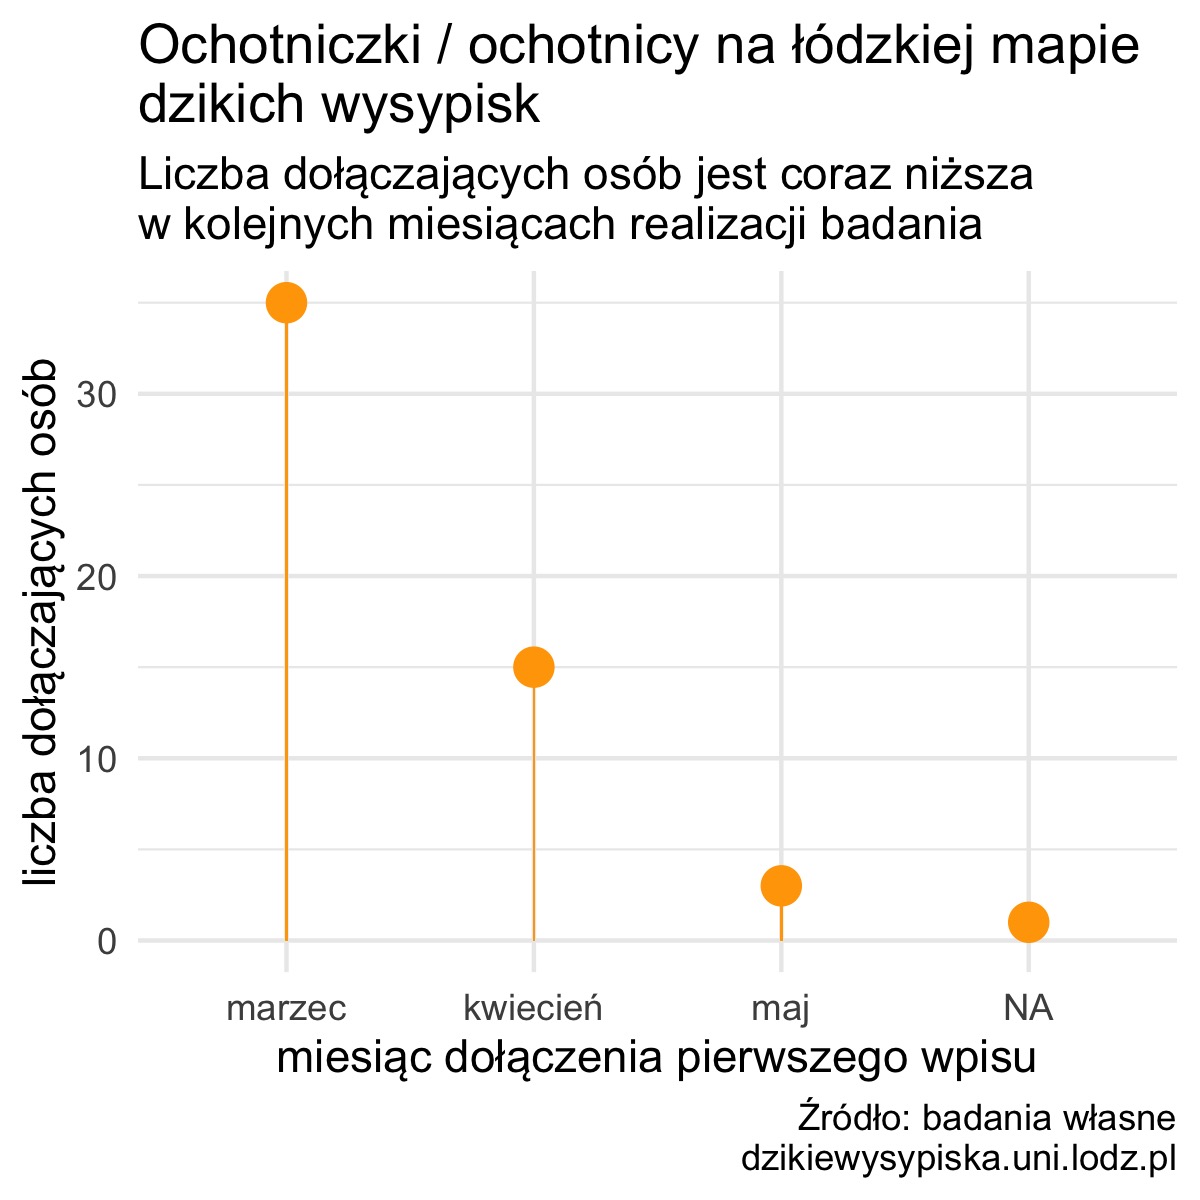 Ochotniczki / ochotnicy na łódzkiej mapie
dzikich wysypisk
Liczba dołączających osób jest coraz niższa
w kolejnych miesiącach realizacji badania
liczba dołączających osób
30
20
10
0
marzec kwiecień maj NA
miesiąc dołączenia pierwszego wpisu
Źródło: badania własne
dzikiewysypiska.uni.lodz.pl